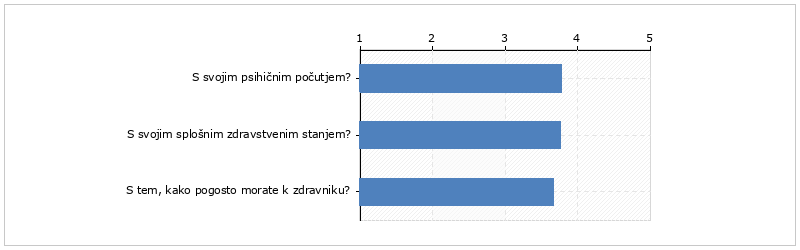 1 2 3 4 5
S svojim psihičnim počutjem?
S svojim splošnim zdravstvenim stanjem?
S tem, kako pogosto morate k zdravniku?